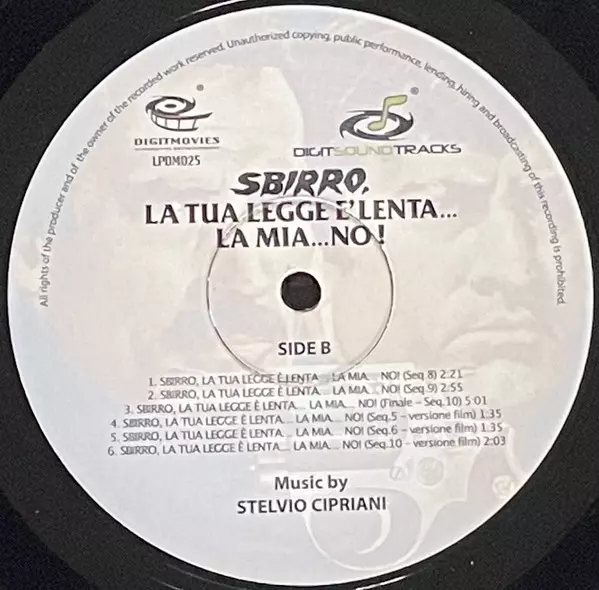 All rights of the producer and of the owner of the recorded work reserved. Unauthorized copying, public performance, lending, hiring and broadcasting of this recording is prohibited.
DIGITMOVIES
LPDM025
DIGITSOUNDTRACKS
SBIRRO,
LA TUA LEGGE E'LENTA...
LA MIA...NO!
SIDE B
1. SBIRRO, LA TUA LEGGE È LENTA... LA MIA... NO! (Seq.8) 2:21
2. SBIRRO, LA TUA LEGGE È LENTA... LA MIA... NO! (Seq.9) 2:55
3. SBIRRO, LA TUA LEGGE È LENTA... LA MIA... NO! (Finale - Seq.10) 5:01
4. SBIRRO, LA TUA LEGGE È LENTA... LA MIA... NO! (Seq.5 - versione film) 1:35
5. SBIRRO, LA TUA LEGGE È LENTA... LA MIA... NO! (Seq.6 - versione film) 1:35
6. SBIRRO, LA TUA LEGGE È LENTA... LA MIA... NO! (Seq.10 - versione film) 2:03
Music by
STELVIO CIPRIANI